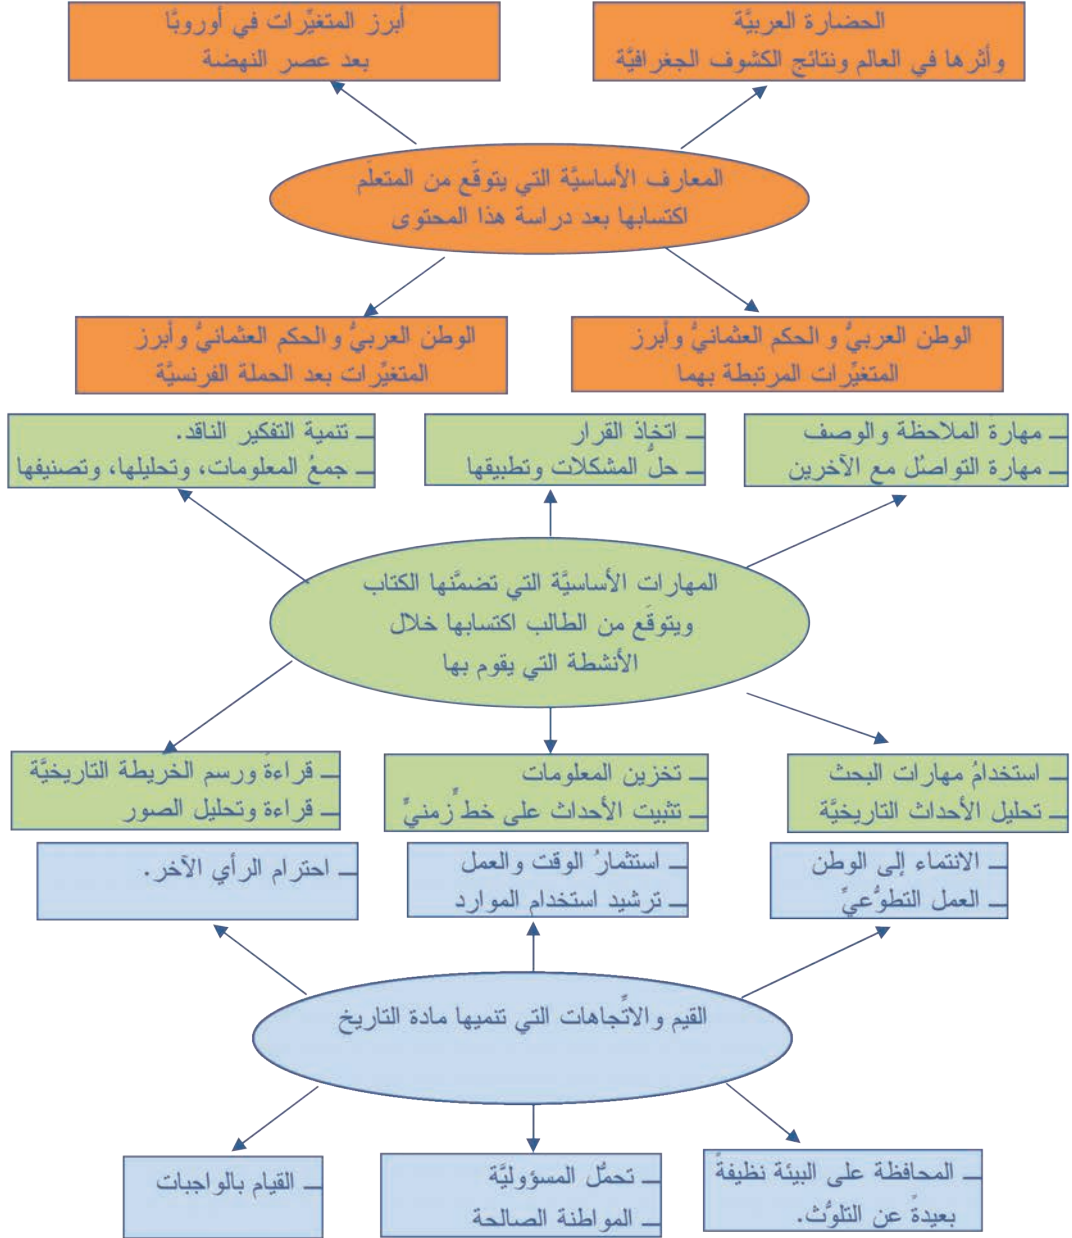 الحضارة العربيَّة
وأثرها في العالم ونتائج الكشوف الجغرافيَّة
أبرز المتغيِّرات في أوروبَّا
بعد عصر النهضة
المعارف الأساسيَّة التي يتوقَّع من المتعلِّم
اكتسابها بعد دراسة هذا المحتوى
الوطن العربيُّ والحكم العثمانيُّ وأبرز
المتغيِّرات المرتبطة بهما
الوطن العربيُّ والحكم العثمانيُّ وأبرز
المتغيِّرات بعد الحملة الفرنسيَّة
ـ مهارة الملاحظة والوصف
ـ مهارة التواصُل مع الآخرين
ـ اتخاذ القرار
ـ حلُّ المشكلات وتطبيقها
ـ تنمية التفكير الناقد.
ـ جمعُ المعلومات، وتحليلها، وتصنيفها
المهارات الأساسيَّة التي تضمَّنها الكتاب
ويتوقَّع من الطالب اكتسابها خلال
الأنشطة التي يقوم بها
ـ استخدامُ مهارات البحث
ـ تحليل الأحداث التاريخيَّة
ـ تخزين المعلومات
ـ تثبيت الأحداث على خطٍّ زمنيٍّ
ـ قراءةَ ورسم الخريطة التاريخيَّة
ـ قراءة وتحليل الصور
ـ الانتماء إلى الوطن
ـ العمل التطوُّعيِّ
ـ استثمارُ الوقت والعمل
ـ ترشيد استخدام الموارد
ـ احترام الرأي الآخر.
القيم والاتِّجاهات التي تنميها مادة التاريخ
ـ المحافظة على البيئة نظيفةً
بعيدةً عن التلوُّث.
ـ تحمُّل المسؤوليَّة
ـ المواطنة الصالحة
ـ القيام بالواجبات